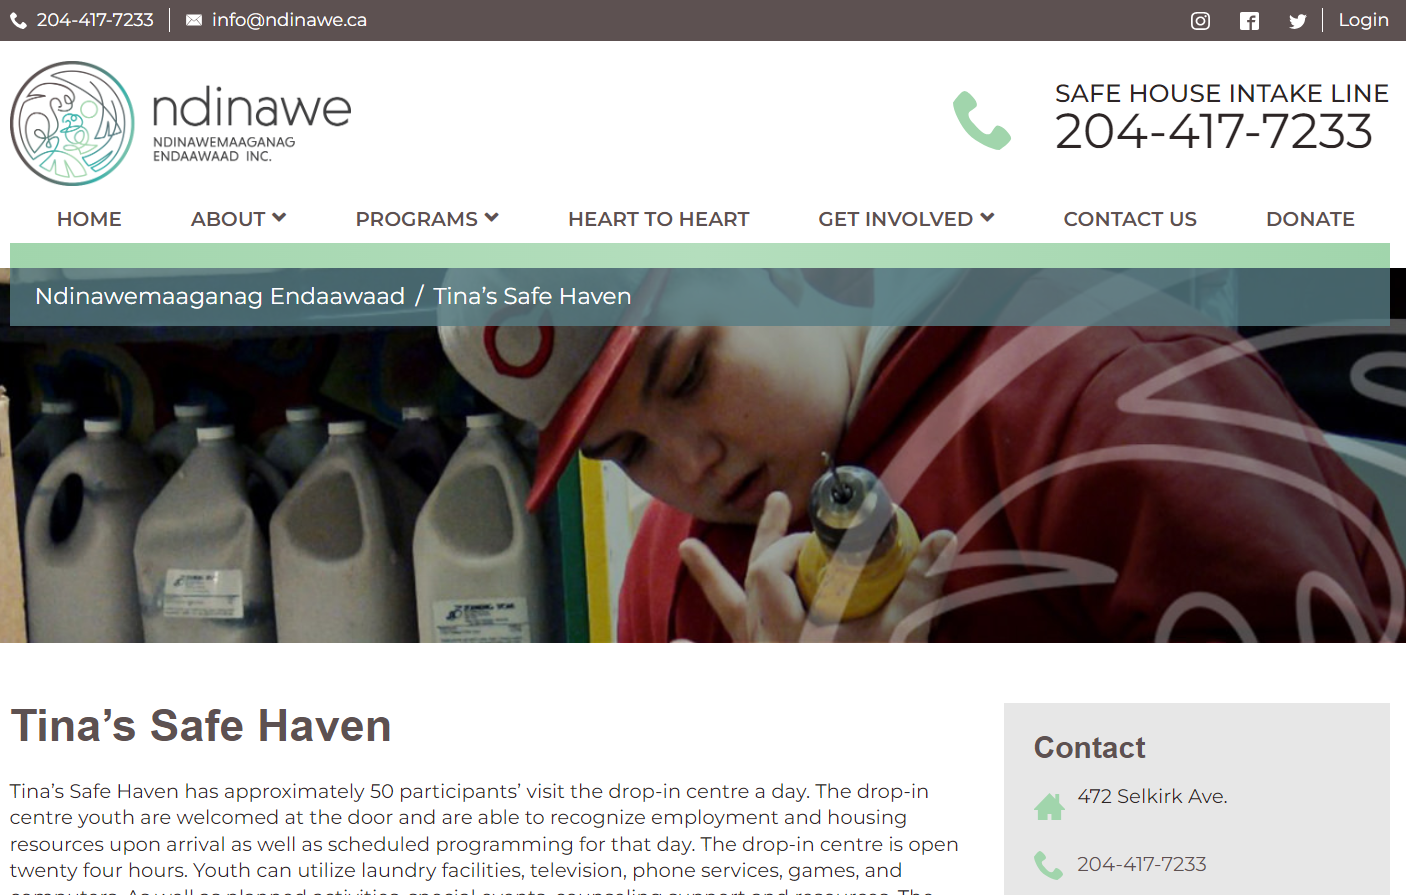 204-417-7233
info@ndinawe.ca
Login
ndinawe
NDINAWEMAAGANAG
ENDAAWAAD INC.
SAFE HOUSE INTAKE LINE
204-417-7233
HOME
ABOUT
PROGRAMS
HEART TO HEART
GET INVOLVED
CONTACT US
DONATE
Ndinawemaaganag Endaawaad / Tina’s Safe Haven
Tina’s Safe Haven
Tina’s Safe Haven has approximately 50 participants’ visit the drop-in centre a day. The drop-in
centre youth are welcomed at the door and are able to recognize employment and housing
resources upon arrival as well as scheduled programming for that day. The drop-in centre is open
twenty four hours. Youth can utilize laundry facilities, television, phone services, games, and
Contact
472 Selkirk Ave.
204-417-7233